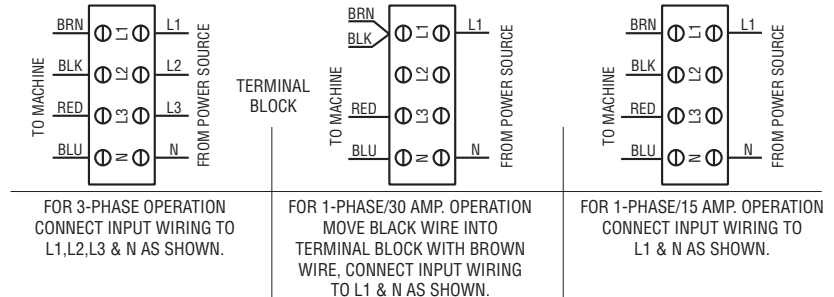 BRN
BLK
RED
BLU
TO MACHINE
L1
L2
L3
N
L1
L2
L3
N
FROM POWER SOURCE
TERMINAL
BLOCK
BRN
BLK
RED
BLU
TO MACHINE
L1
L2
L3
N
L1
N
FROM POWER SOURCE
BRN
BLK
RED
BLU
TO MACHINE
L1
L2
L3
N
L1
N
FROM POWER SOURCE
FOR 3-PHASE OPERATION
CONNECT INPUT WIRING TO
L1,L2,L3 & N AS SHOWN.
FOR 1-PHASE/30 AMP. OPERATION
MOVE BLACK WIRE INTO
TERMINAL BLOCK WITH BROWN
WIRE, CONNECT INPUT WIRING
TO L1 & N AS SHOWN.
FOR 1-PHASE/15 AMP. OPERATION
CONNECT INPUT WIRING TO
L1 & N AS SHOWN.